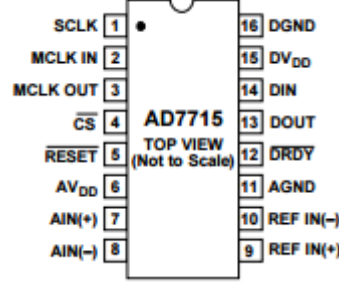 SCLK 1 16 DGND
MCLK IN 2 15 DVDD
MCLK OUT 3 14 DIN
CS 4 AD7715 13 DOUT
RESET 5 TOP VIEW (Not to Scale) 12 DRDY
AVDD 6 11 AGND
AIN(+) 7 10 REF IN(–)
AIN(–) 8 9 REF IN(+)